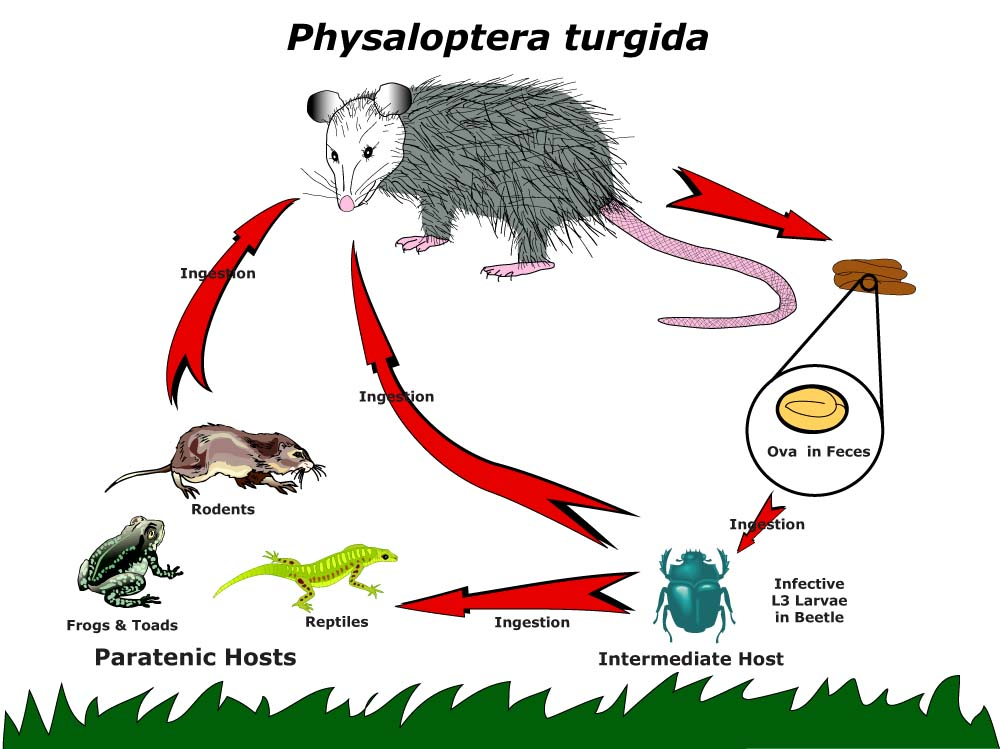 Physaloptera turgida
Ingestion
Ingestion
Ova in Feces
Ingestion
Rodents
Infective
L3 Larvae
in Beetle
Frogs & Toads
Reptiles
Ingestion
Paratenic Hosts
Intermediate Host